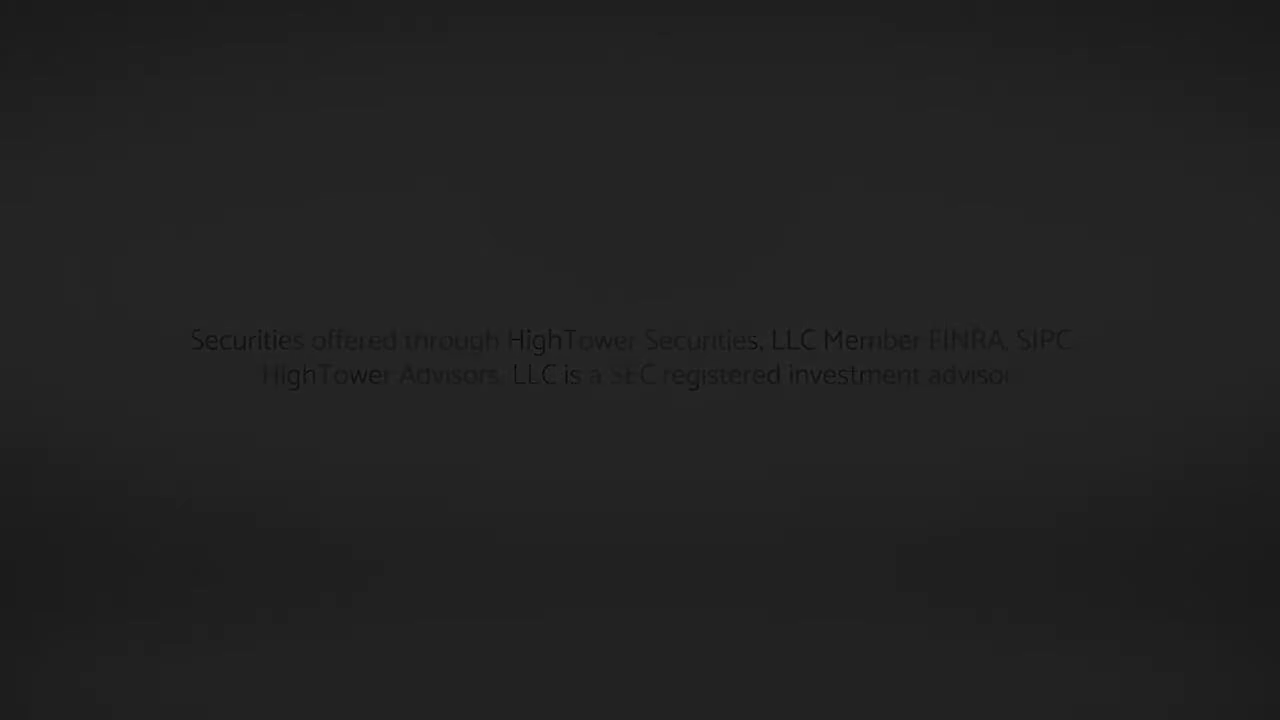 Securities offered through HighTower Securities, LLC Member FINRA, SIPC
HighTower Advisors, LLC is a SEC registered investment advisor